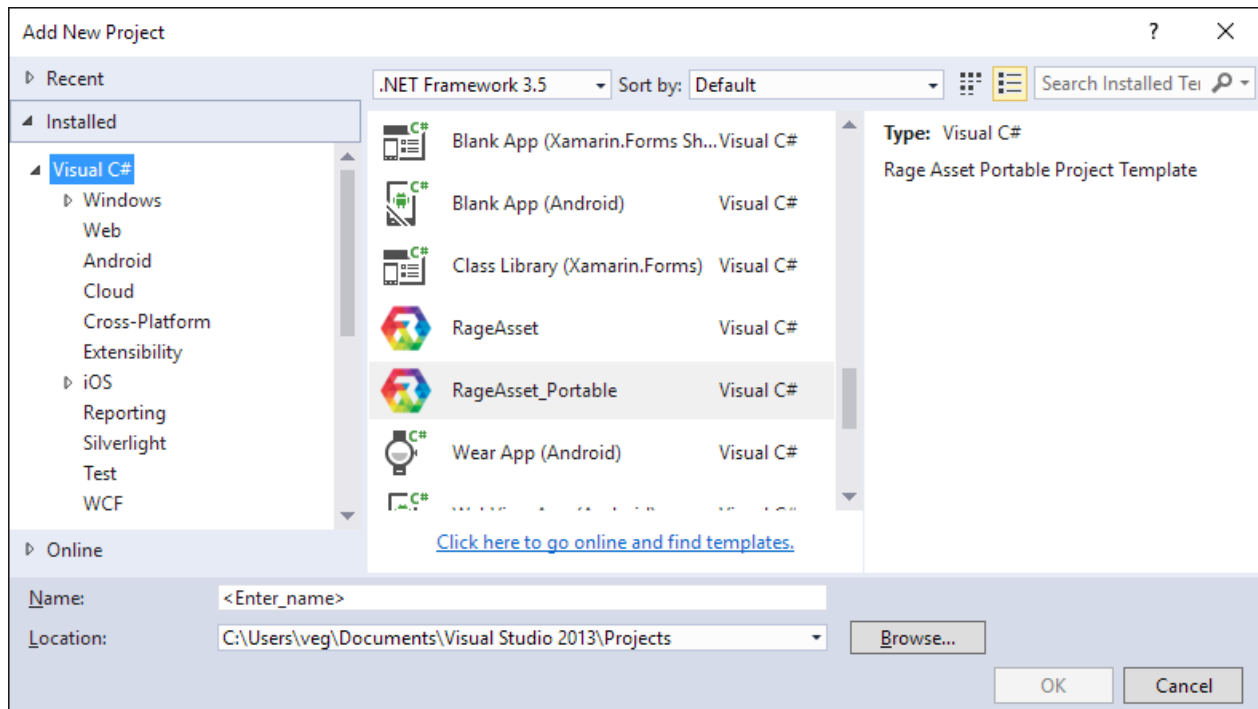 Add New Project
?
Recent
.NET Framework 3.5
Sort by: Default
Search Installed Te
Installed
Visual C#
Windows
Web
Android
Cloud
Cross-Platform
Extensibility
iOS
Reporting
Silverlight
Test
WCF
Online
Blank App (Xamarin.Forms Sh... Visual C#
Blank App (Android) Visual C#
Class Library (Xamarin.Forms) Visual C#
RageAsset Visual C#
RageAsset_Portable Visual C#
Wear App (Android) Visual C#
Click here to go online and find templates.
Type: Visual C#
Rage Asset Portable Project Template
Name: <Enter_name>
Location: C:\Users\veg\Documents\Visual Studio 2013\Projects
Browse...
OK
Cancel